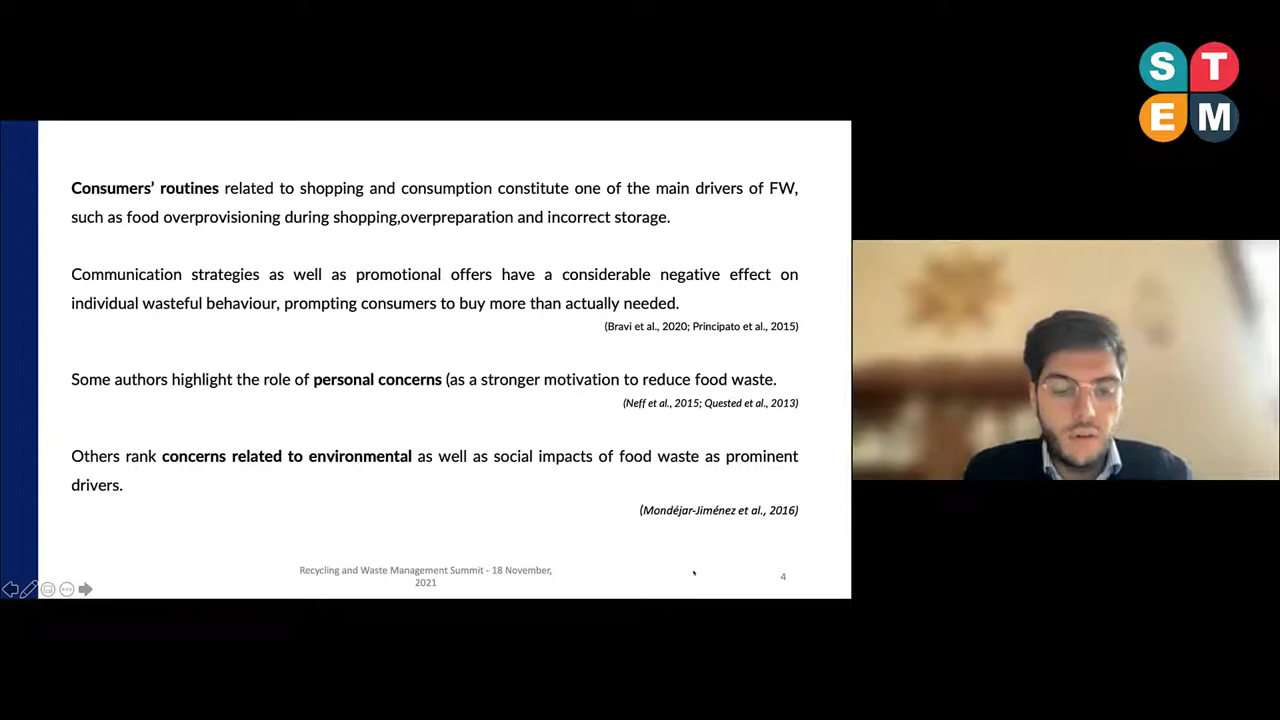 S T
E M
Consumers’ routines related to shopping and consumption constitute one of the main drivers of FW,
such as food overprovisioning during shopping,overpreparation and incorrect storage.
Communication strategies as well as promotional offers have a considerable negative effect on
individual wasteful behaviour, prompting consumers to buy more than actually needed.
(Bravi et al., 2020; Principato et al., 2015)
Some authors highlight the role of personal concerns (as a stronger motivation to reduce food waste.
(Neff et al., 2015; Quested et al., 2013)
Others rank concerns related to environmental as well as social impacts of food waste as prominent
drivers.
(Mondéjar-Jiménez et al., 2016)
Recycling and Waste Management Summit - 18 November,
2021
4